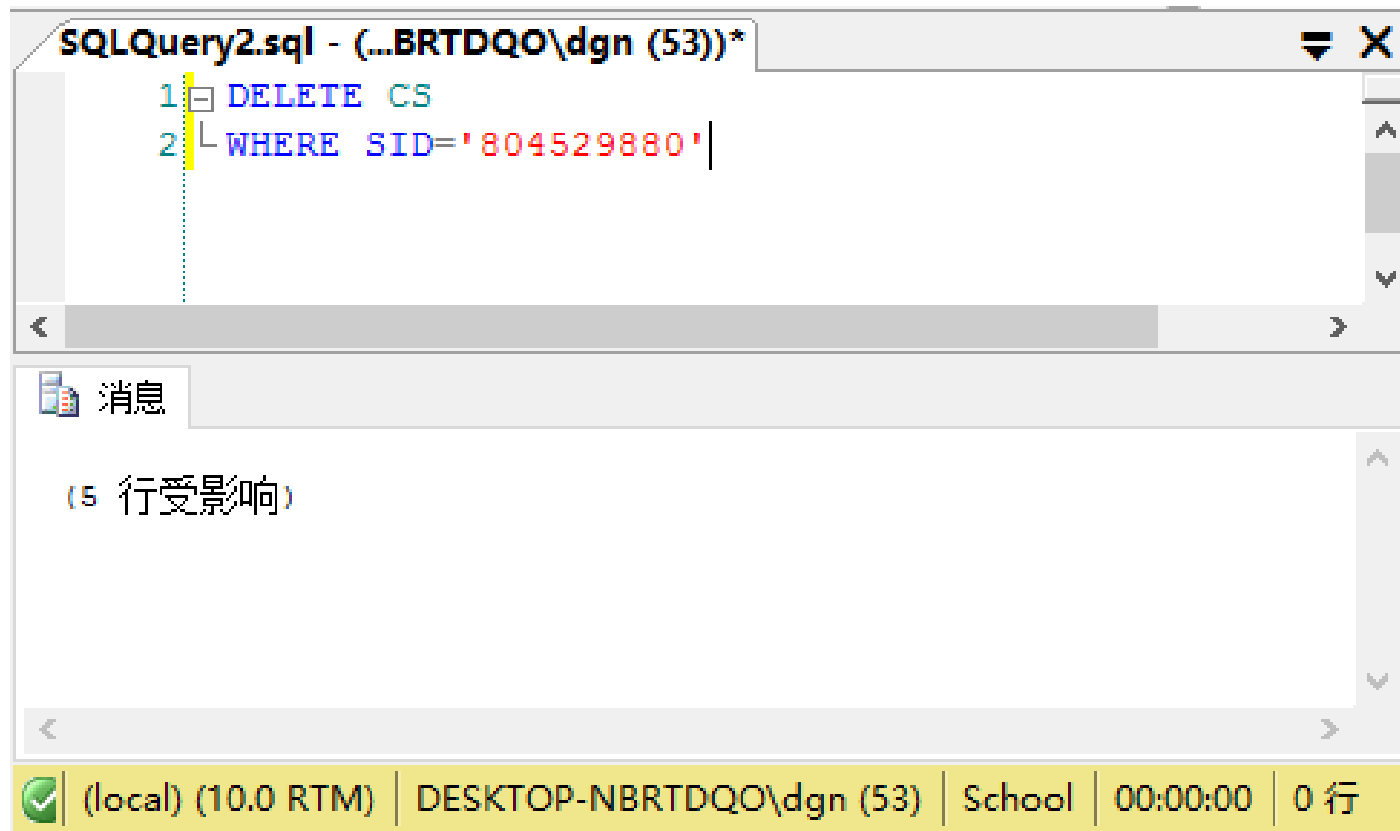 SQLQuery2.sql - (...BRTDQO\dgn (53))*
1 DELETE CS
2 WHERE SID='804529880'
消息
(5 行受影响)
(local) (10.0 RTM) DESKTOP-NBRTDQO\dgn (53) School 00:00:00 0 行